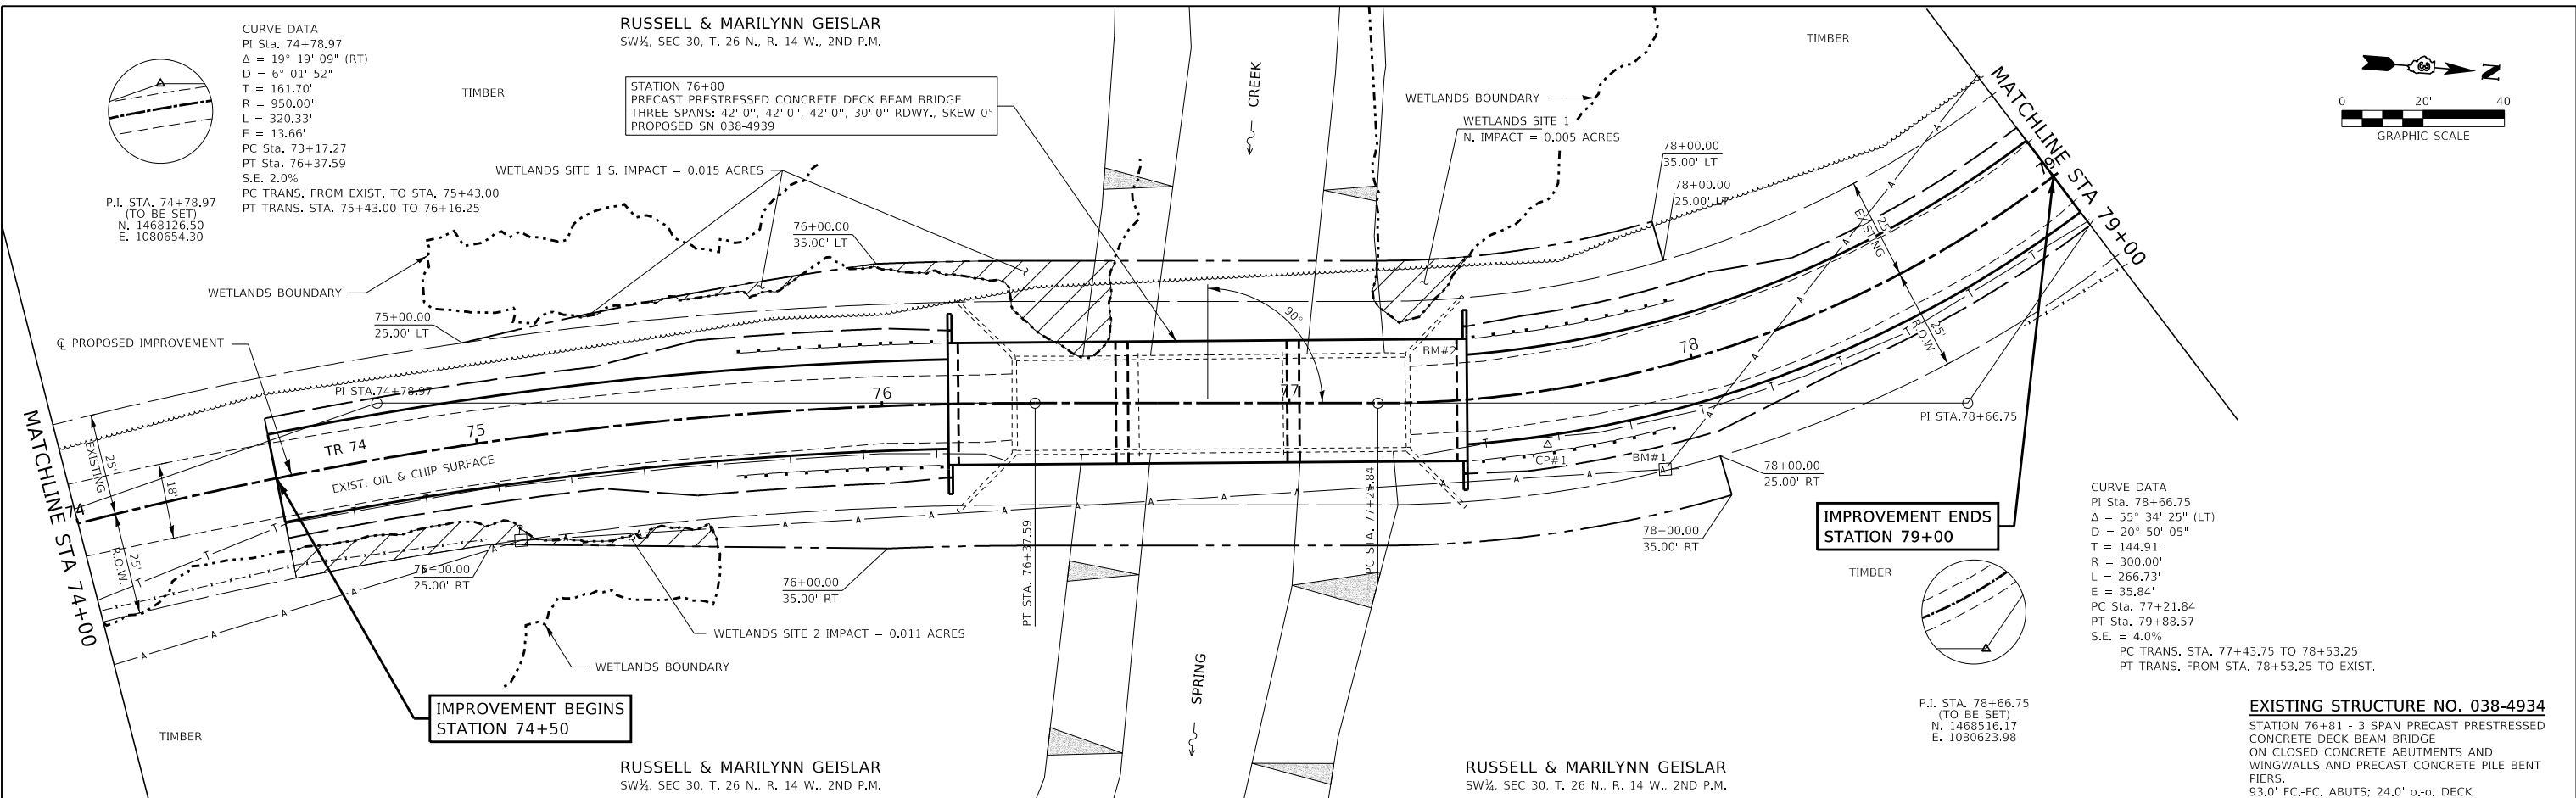 CURVE DATA
PI Sta. 74+78.97
Δ = 19° 19' 09" (RT)
D = 6° 01' 52"
T = 161.70'
R = 950.00'
L = 320.33'
E = 13.66'
PC Sta. 73+17.27
PT Sta. 76+37.59
S.E. 2.0%
PC TRANS. FROM EXIST. TO STA. 75+43.00
PT TRANS. STA. 75+43.00 TO 76+16.25
P.I. STA. 74+78.97
(TO BE SET)
N. 1468126.50
E. 1080654.30
RUSSELL & MARILYNN GEISLAR
SW¼, SEC 30, T. 26 N., R. 14 W., 2ND P.M.
TIMBER
STATION 76+80
PRECAST PRESTRESSED CONCRETE DECK BEAM BRIDGE
THREE SPANS: 42'-0", 42'-0", 42'-0", 30'-0" RDWY., SKEW 0°
PROPOSED SN 038-4939
WETLANDS SITE 1 S. IMPACT = 0.015 ACRES
CREEK
TIMBER
WETLANDS BOUNDARY
WETLANDS SITE 1
N. IMPACT = 0.005 ACRES
78+00.00
35.00' LT
78+00.00
25.00' LT
MATCHLINE STA 79+00
N
0 20' 40'
GRAPHIC SCALE
WETLANDS BOUNDARY
76+00.00
35.00' LT
75+00.00
25.00' LT
℄ PROPOSED IMPROVEMENT
PI STA.74+78.97
MATCHLINE STA 74+00
74
EXISTING
25'
R.O.W.
25'
18'
TR 74
75
EXIST. OIL & CHIP SURFACE
76
90°
77
BM#2
78
79
25'
EXISTING
25'
R.O.W.
PI STA.78+66.75
T
A
CP#1
BM#1
78+00.00
25.00' RT
78+00.00
35.00' RT
PT STA. 76+37.59
PC STA. 77+21.84
75+00.00
25.00' RT
76+00.00
35.00' RT
WETLANDS SITE 2 IMPACT = 0.011 ACRES
WETLANDS BOUNDARY
IMPROVEMENT BEGINS
STATION 74+50
TIMBER
SPRING
RUSSELL & MARILYNN GEISLAR
SW¼, SEC 30, T. 26 N., R. 14 W., 2ND P.M.
RUSSELL & MARILYNN GEISLAR
SW¼, SEC 30, T. 26 N., R. 14 W., 2ND P.M.
IMPROVEMENT ENDS
STATION 79+00
TIMBER
P.I. STA. 78+66.75
(TO BE SET)
N. 1468516.17
E. 1080623.98
CURVE DATA
PI Sta. 78+66.75
Δ = 55° 34' 25" (LT)
D = 20° 50' 05"
T = 144.91'
R = 300.00'
L = 266.73'
E = 35.84'
PC Sta. 77+21.84
PT Sta. 79+88.57
S.E. = 4.0%
PC TRANS. STA. 77+43.75 TO 78+53.25
PT TRANS. FROM STA. 78+53.25 TO EXIST.
EXISTING STRUCTURE NO. 038-4934
STATION 76+81 - 3 SPAN PRECAST PRESTRESSED
CONCRETE DECK BEAM BRIDGE
ON CLOSED CONCRETE ABUTMENTS AND
WINGWALLS AND PRECAST CONCRETE PILE BENT
PIERS.
93.0' FC.-FC. ABUTS; 24.0' o.-o. DECK